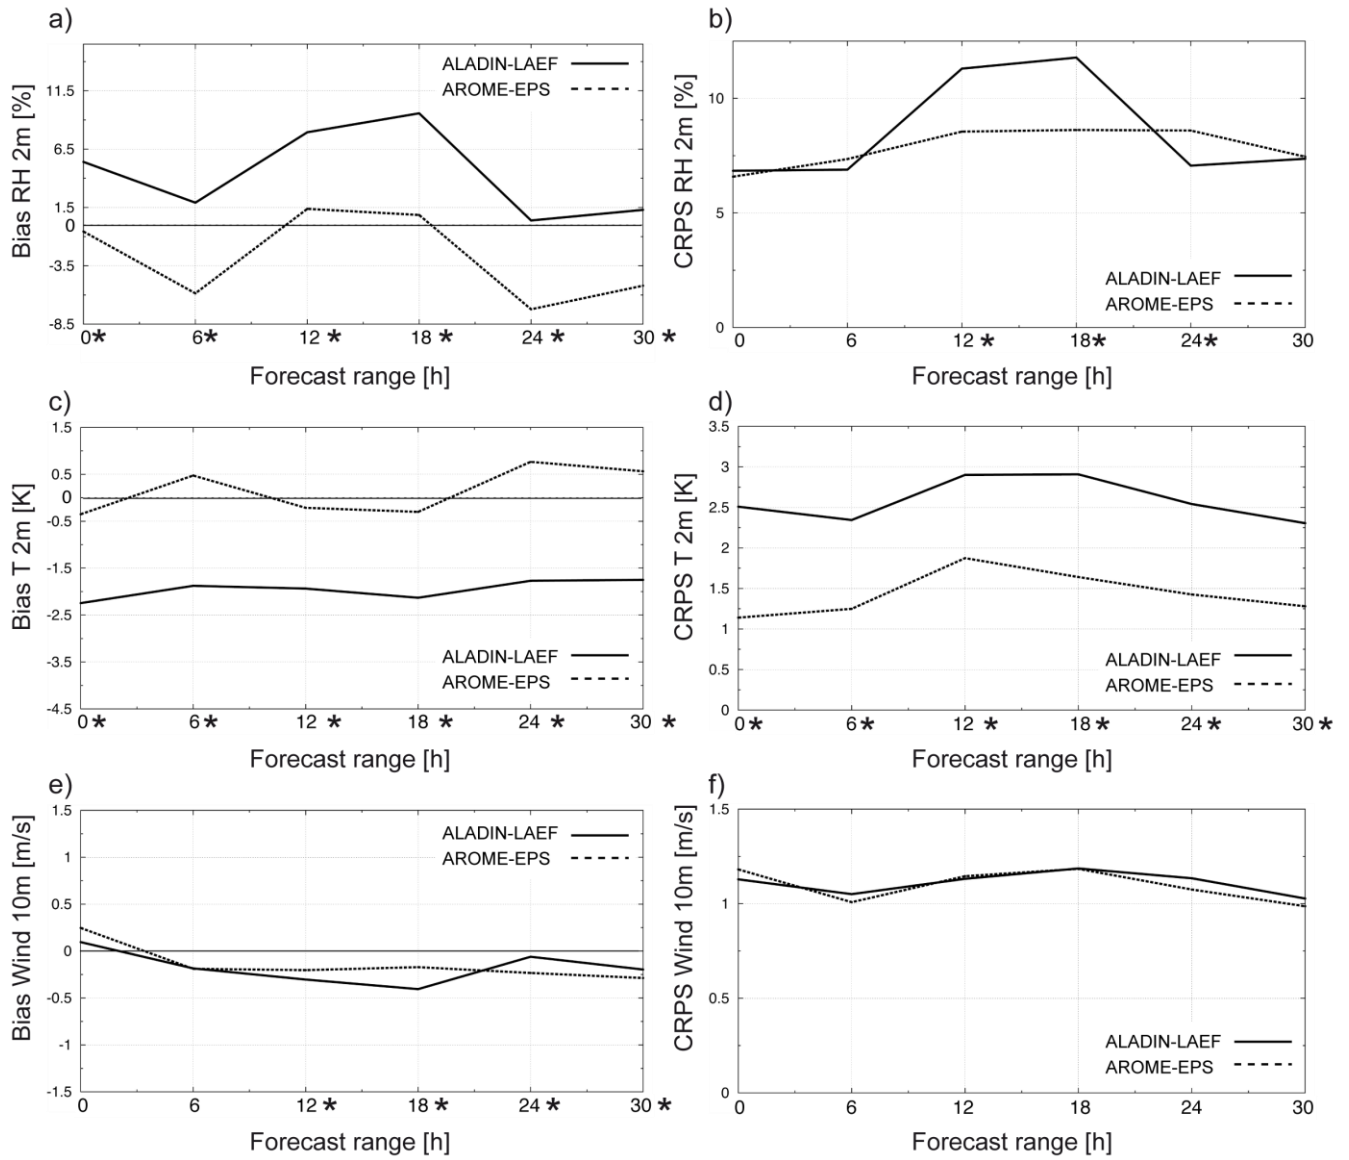 a)
Bias RH 2m [%]
11.5
6.5
1.5
0
-3.5
-8.5
ALADIN-LAEF
AROME-EPS
0* 6* 12 * 18 * 24 * 30 *
Forecast range [h]
b)
CRPS RH 2m [%]
10
5
0
ALADIN-LAEF
AROME-EPS
0 6 12 * 18* 24* 30
Forecast range [h]
c)
Bias T 2m [K]
1.5
0.5
0
-0.5
-1.5
-2.5
-3.5
-4.5
ALADIN-LAEF
AROME-EPS
0* 6* 12 * 18 * 24 * 30 *
Forecast range [h]
d)
CRPS T 2m [K]
3.5
3
2.5
2
1.5
1
0.5
0
ALADIN-LAEF
AROME-EPS
0* 6* 12 * 18 * 24 * 30 *
Forecast range [h]
e)
Bias Wind 10m [m/s]
1.5
1
0.5
0
-0.5
-1
-1.5
ALADIN-LAEF
AROME-EPS
0 6 12* 18 * 24 * 30 *
Forecast range [h]
f)
CRPS Wind 10m [m/s]
1.5
1
0.5
0
ALADIN-LAEF
AROME-EPS
0 6 12 18 24 30
Forecast range [h]